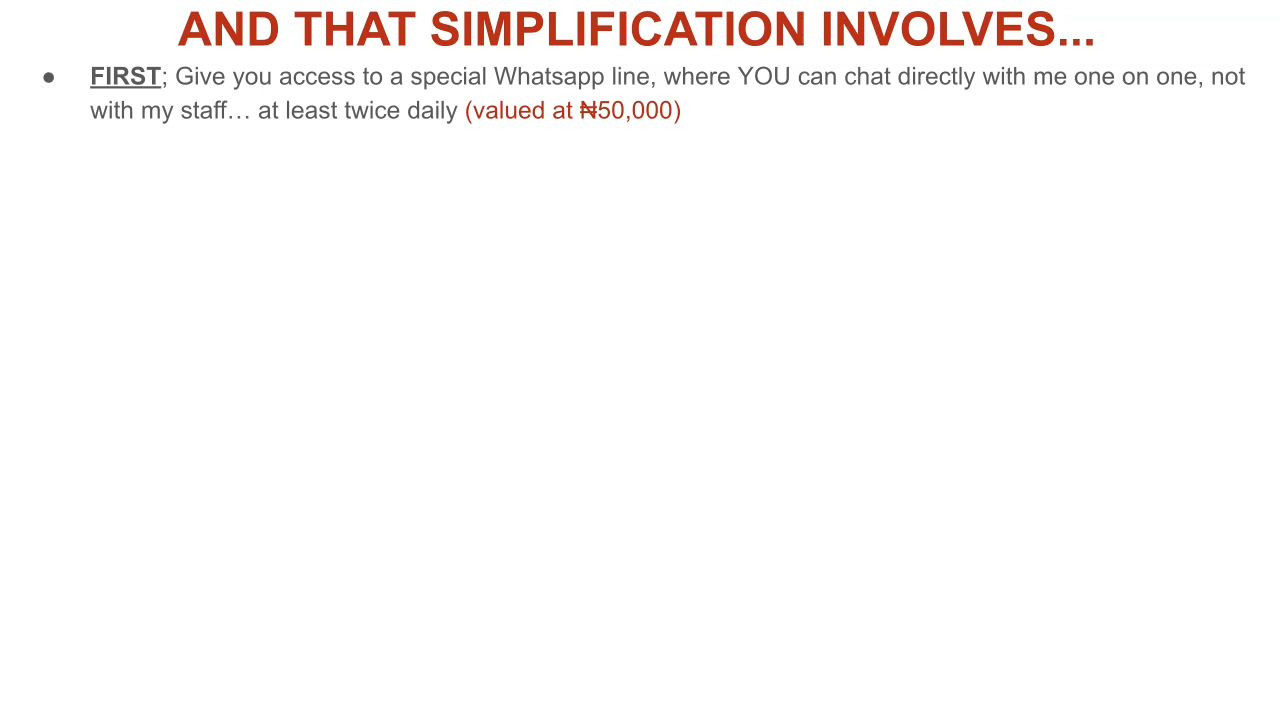 AND THAT SIMPLIFICATION INVOLVES...
● FIRST; Give you access to a special Whatsapp line, where YOU can chat directly with me one on one, not
with my staff… at least twice daily (valued at ₦50,000)